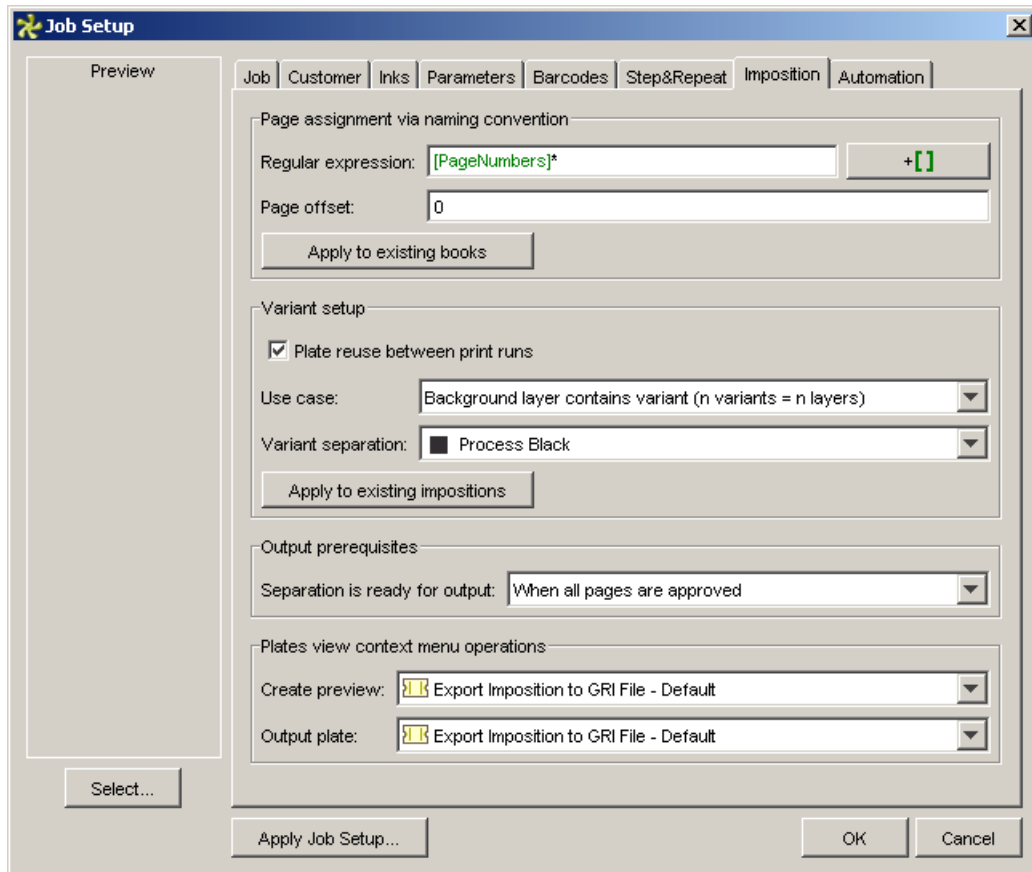 Job Setup
Preview
Job Customer Inks Parameters Barcodes Step&Repeat Imposition Automation
Page assignment via naming convention
Regular expression: [PageNumbers]* +[]
Page offset: 0
Apply to existing books
Variant setup
Plate reuse between print runs
Use case: Background layer contains variant (n variants = n layers)
Variant separation: Process Black
Apply to existing impositions
Output prerequisites
Separation is ready for output: When all pages are approved
Plates view context menu operations
Create preview: Export Imposition to GRI File - Default
Output plate: Export Imposition to GRI File - Default
Select...
Apply Job Setup... OK Cancel